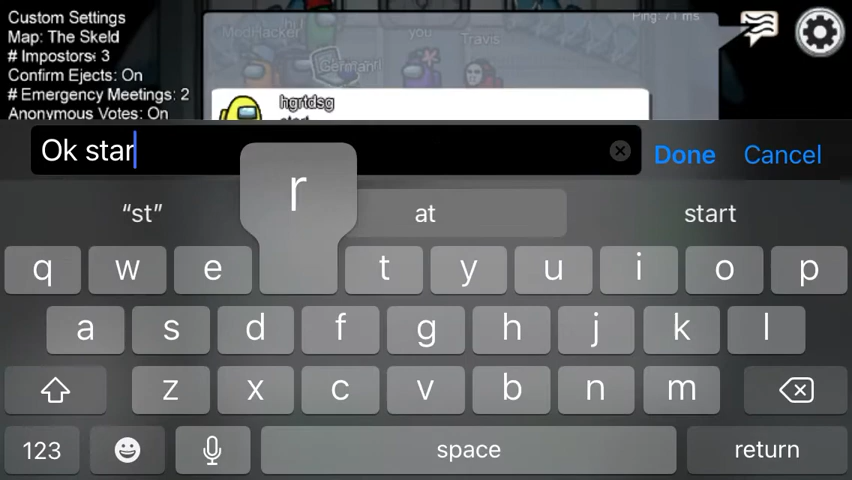 Custom Settings
Map: The Skeld
# Impostors: 3
Confirm Ejects: On
# Emergency Meetings: 2
Anonymous Votes: On
Ping: 71 ms
ModHacker
you
Travis
German
hgrtdsg
start
Ok star
Done
Cancel
"st"
at
start
r
q w e t y u i o p
a s d f g h j k l
z x c v b n m
123
space
return